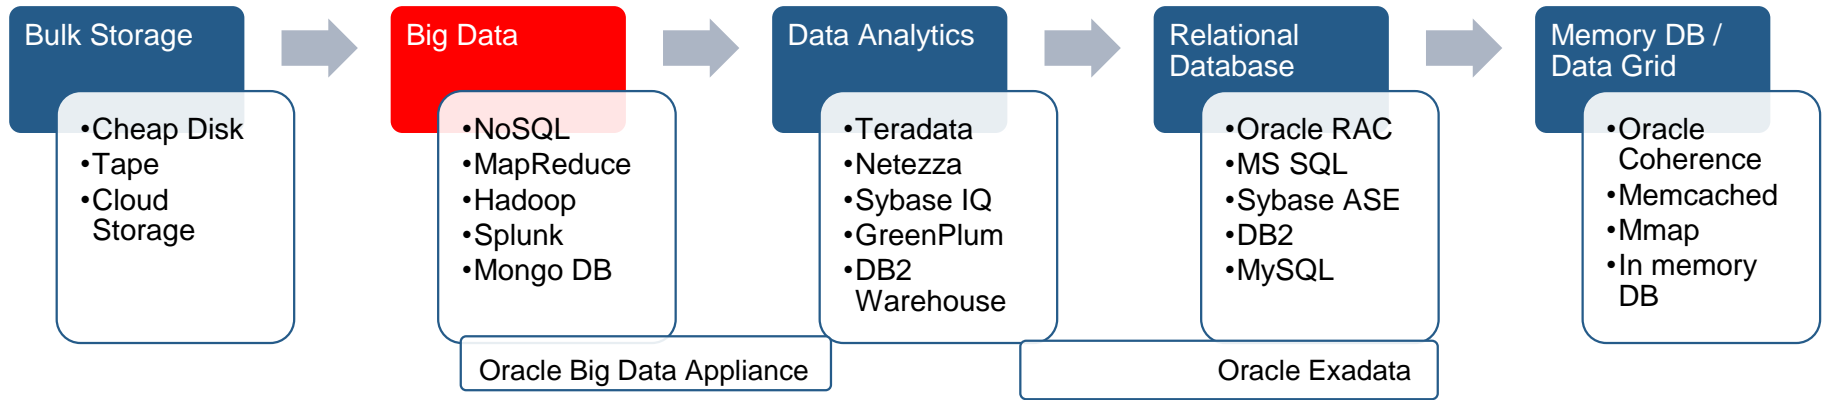 Bulk Storage
•Cheap Disk
•Tape
•Cloud
Storage
Big Data
•NoSQL
•MapReduce
•Hadoop
•Splunk
•Mongo DB
Data Analytics
•Teradata
•Netezza
•Sybase IQ
•GreenPlum
•DB2
Warehouse
Relational
Database
•Oracle RAC
•MS SQL
•Sybase ASE
•DB2
•MySQL
Memory DB /
Data Grid
•Oracle
Coherence
•Memcached
•Mmap
•In memory
DB
Oracle Big Data Appliance
Oracle Exadata